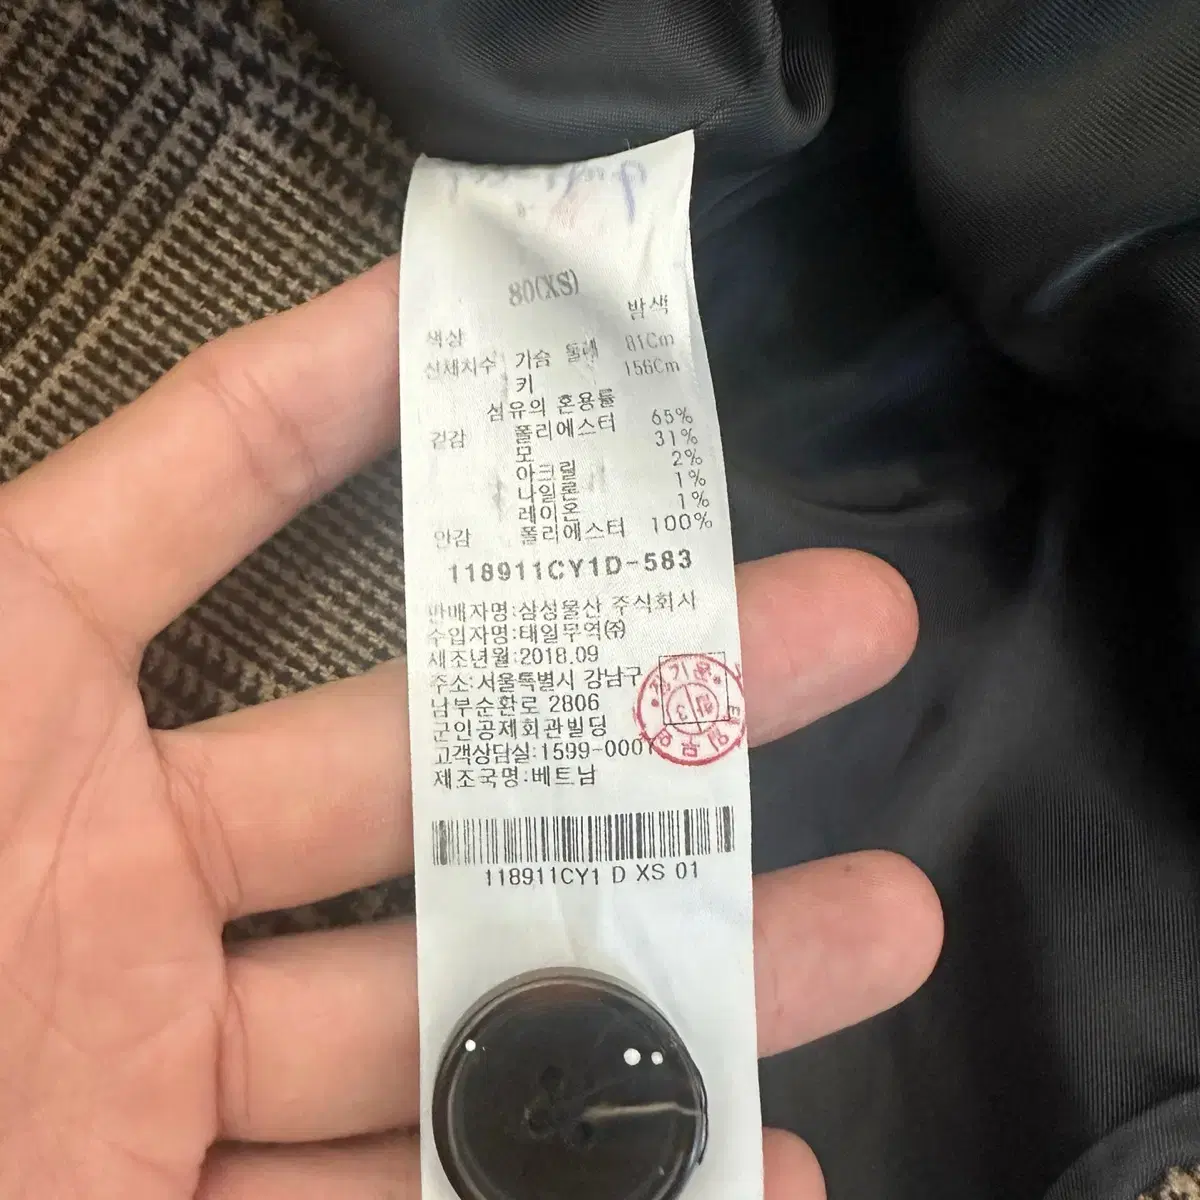 80(XS)
색상 밤색
신체치수 가슴 둘레 81Cm
키 156Cm
섬유의 혼용률
겉감 폴리에스터 65%
모 31%
아크릴 2%
나일론 1%
레이온 1%
안감 폴리에스터 100%
118911CY1D-583
판매자명:삼성물산 주식회사
수입자명:태일무역㈜
제조년월:2018.09
주소:서울특별시 강남구
남부순환로 2806
군인공제회관빌딩
고객상담실:1599-0007
제조국명:베트남
118911CY1 D XS 01